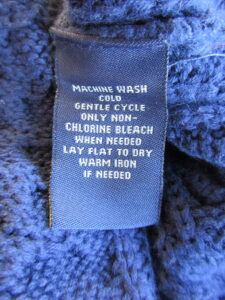 MACHINE WASH
COLD
GENTLE CYCLE
ONLY NON-
CHLORINE BLEACH
WHEN NEEDED
LAY FLAT TO DRY
WARM IRON
IF NEEDED